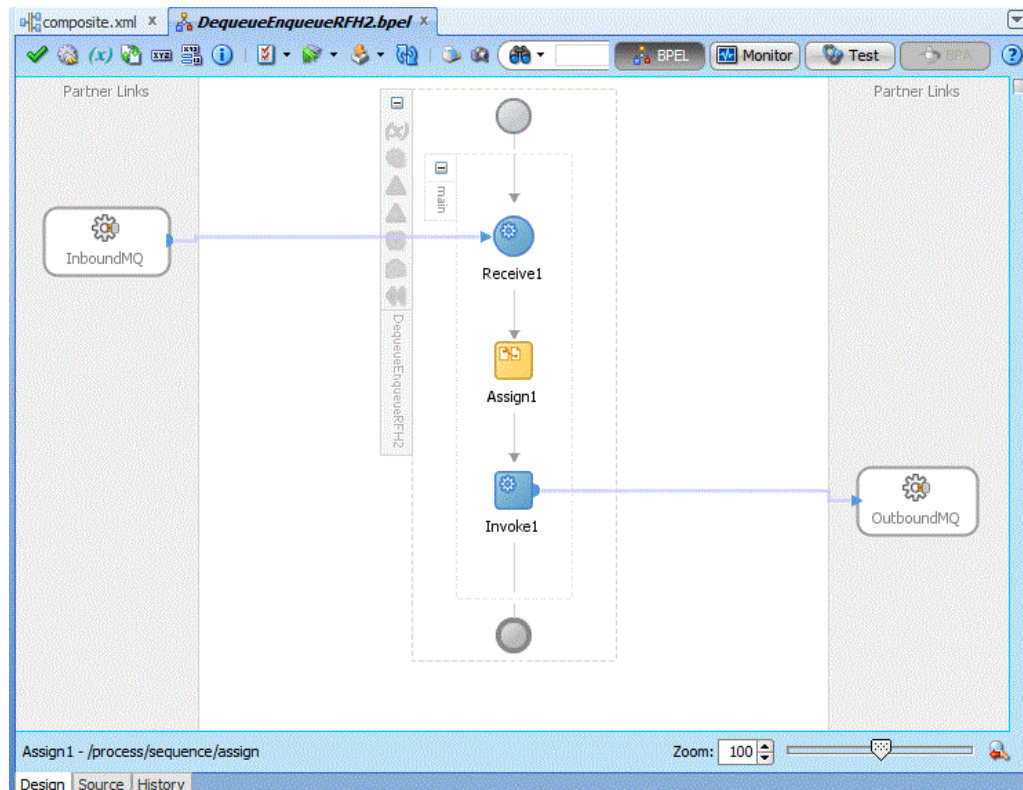 composite.xml x DequeueEnqueueRFH2.bpel x
(x) XYZ BPEL Monitor Test BPA ?
Partner Links
Partner Links
(x)
main
InboundMQ
Receive1
DequeueEnqueueRFH2
Assign1
Invoke1
OutboundMQ
Assign1 - /process/sequence/assign
Zoom: 100
Design Source History